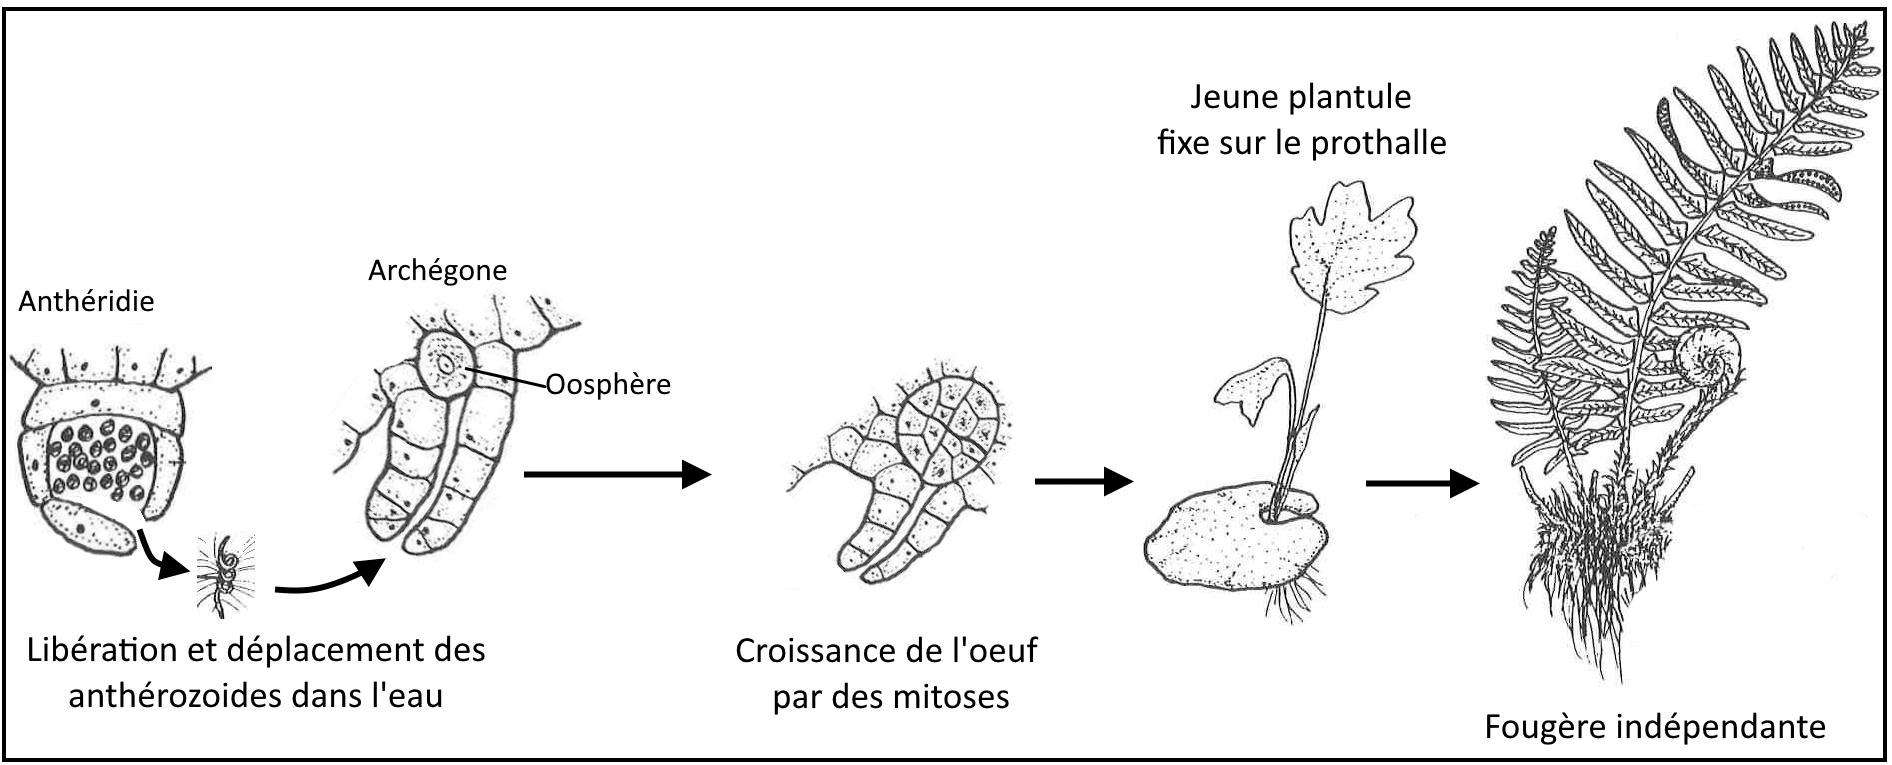 Anthéridie
Archégone
Oosphère
Libération et déplacement des
anthérozoides dans l'eau
Croissance de l'oeuf
par des mitoses
Jeune plantule
fixe sur le prothalle
Fougère indépendante